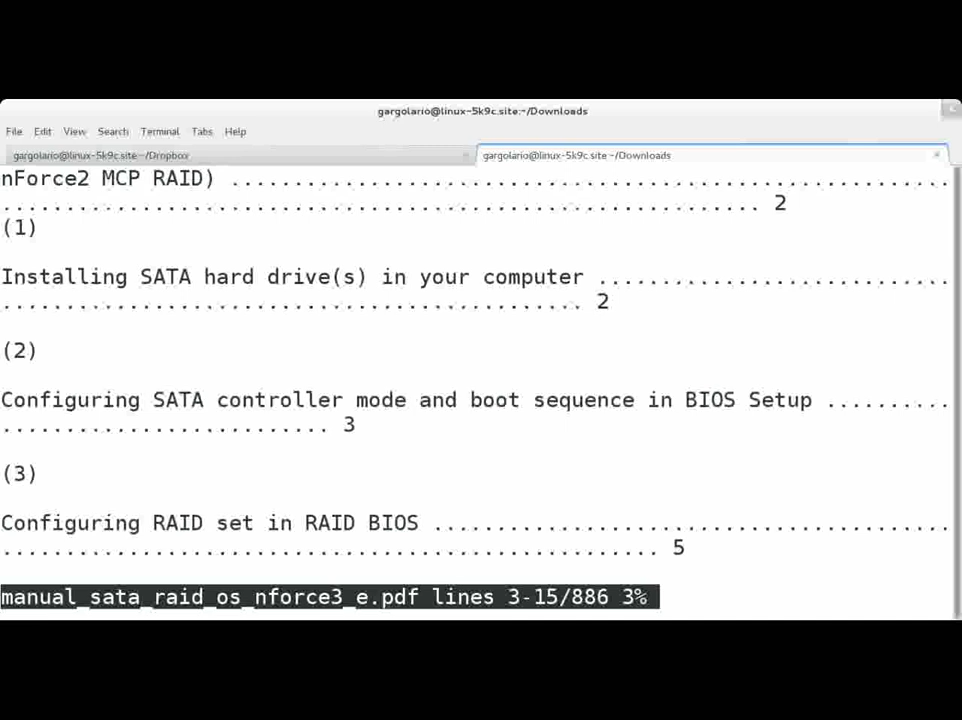 gargolario@linux-5k9c.site:~/Downloads
File Edit View Search Terminal Tabs Help
gargolario@linux-5k9c.site:~/Dropbox gargolario@linux-5k9c.site:~/Downloads
nForce2 MCP RAID) .........................................................
............................................................ 2
(1)
Installing SATA hard drive(s) in your computer ............................
.............................................. 2
(2)
Configuring SATA controller mode and boot sequence in BIOS Setup ..........
.......................... 3
(3)
Configuring RAID set in RAID BIOS .........................................
.................................................... 5
manual_sata_raid_os_nforce3_e.pdf lines 3-15/886 3%